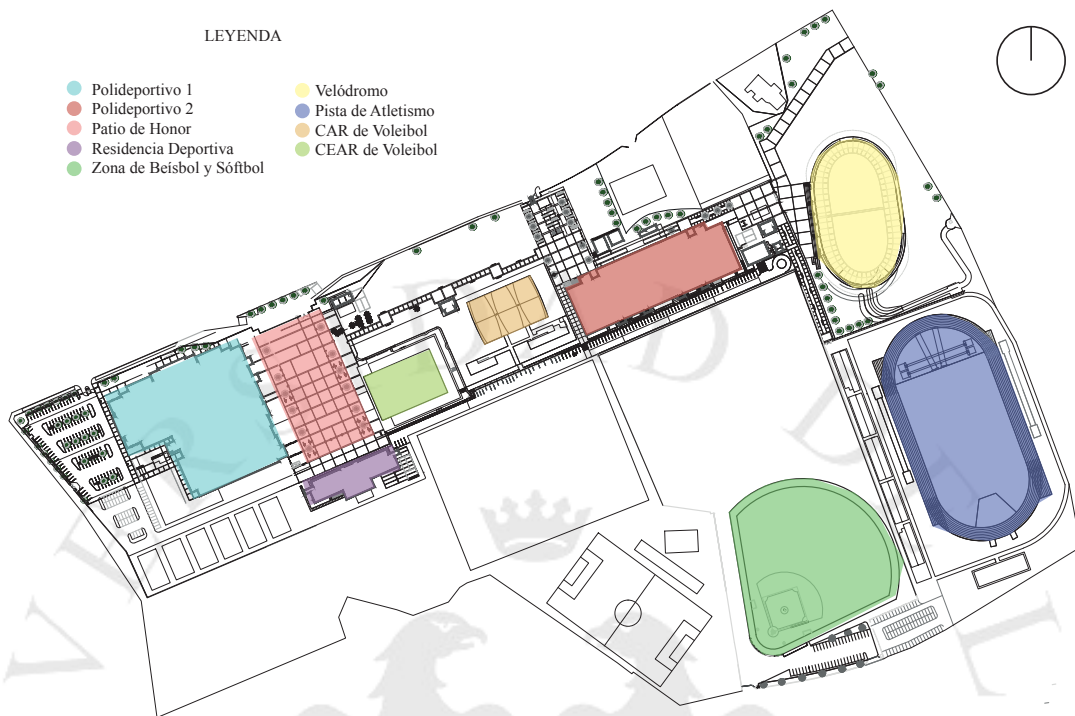 LEYENDA
Polideportivo 1
Polideportivo 2
Patio de Honor
Residencia Deportiva
Zona de Beísbol y Sóftbol
Velódromo
Pista de Atletismo
CAR de Voleibol
CEAR de Voleibol
V E R S I D A D D E L